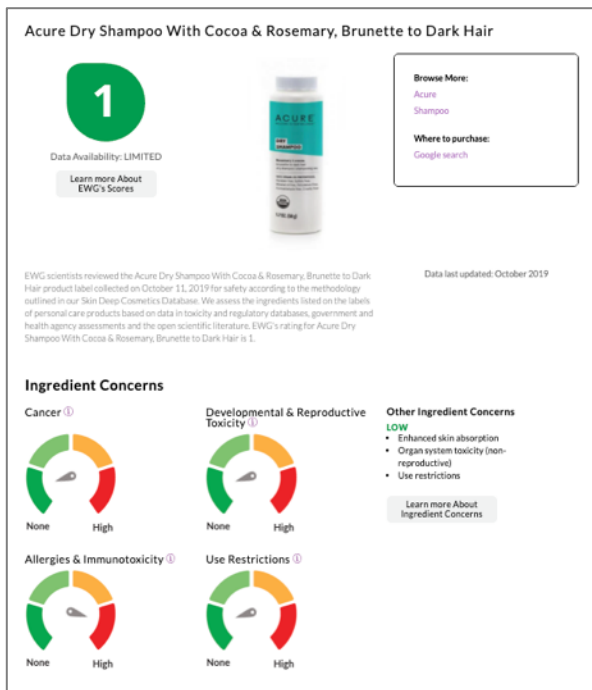 Acure Dry Shampoo With Cocoa & Rosemary, Brunette to Dark Hair
1
Data Availability: LIMITED
Learn more About
EWG's Scores
ACURE
DRY
SHAMPOO
Browse More:
Acure
Shampoo
Where to purchase:
Google search
EWG scientists reviewed the Acure Dry Shampoo With Cocoa & Rosemary, Brunette to Dark
Hair product label collected on October 11, 2019 for safety according to the methodology
outlined in our Skin Deep Cosmetics Database. We assess the ingredients listed on the labels
of personal care products based on data in toxicity and regulatory databases, government and
health agency assessments and the open scientific literature. EWG's rating for Acure Dry
Shampoo With Cocoa & Rosemary, Brunette to Dark Hair is 1.
Data last updated: October 2019
Ingredient Concerns
Cancer
None High
Developmental & Reproductive
Toxicity
None High
Other Ingredient Concerns
LOW
• Enhanced skin absorption
• Organ system toxicity (non-
reproductive)
• Use restrictions
Learn more About
Ingredient Concerns
Allergies & Immunotoxicity
None High
Use Restrictions
None High